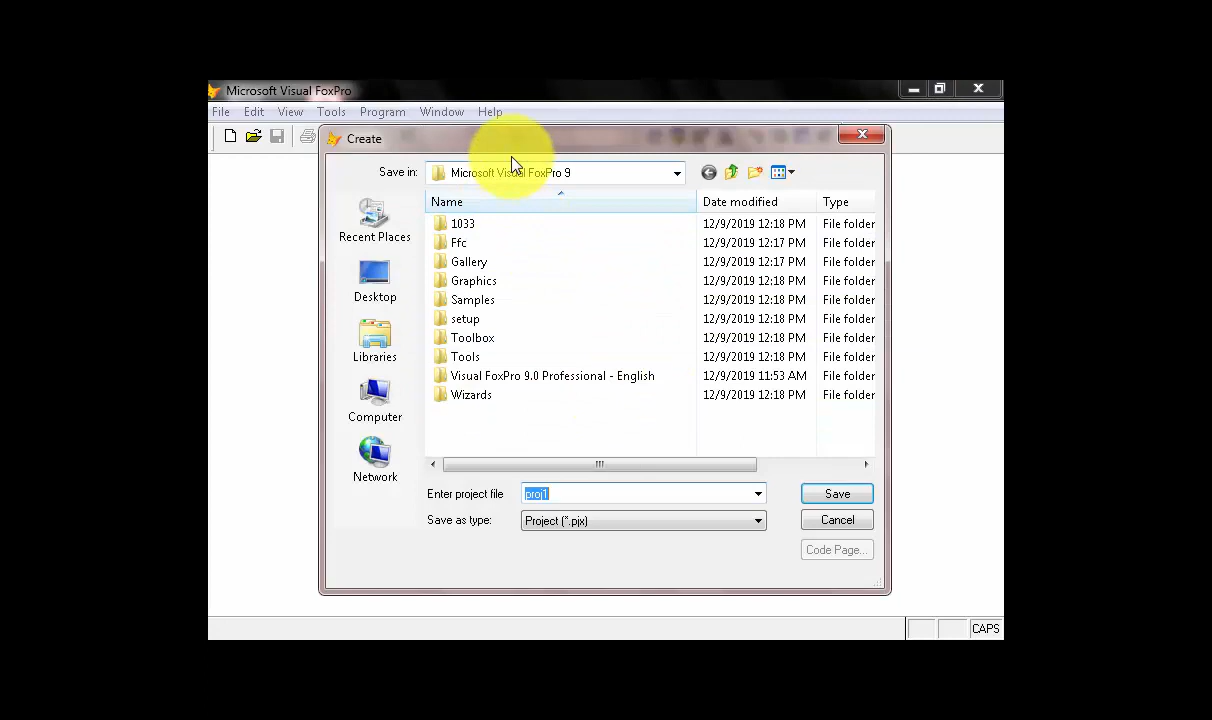 Microsoft Visual FoxPro
File Edit View Tools Program Window Help
Create
Save in: Microsoft Visual FoxPro 9
Name Date modified Type
1033 12/9/2019 12:18 PM File folder
Ffc 12/9/2019 12:17 PM File folder
Gallery 12/9/2019 12:17 PM File folder
Graphics 12/9/2019 12:18 PM File folder
Samples 12/9/2019 12:18 PM File folder
setup 12/9/2019 12:18 PM File folder
Toolbox 12/9/2019 12:18 PM File folder
Tools 12/9/2019 12:18 PM File folder
Visual FoxPro 9.0 Professional - English 12/9/2019 11:53 AM File folder
Wizards 12/9/2019 12:18 PM File folder
Recent Places
Desktop
Libraries
Computer
Network
Enter project file proj1 Save
Save as type: Project (*.pjx) Cancel
Code Page...
CAPS